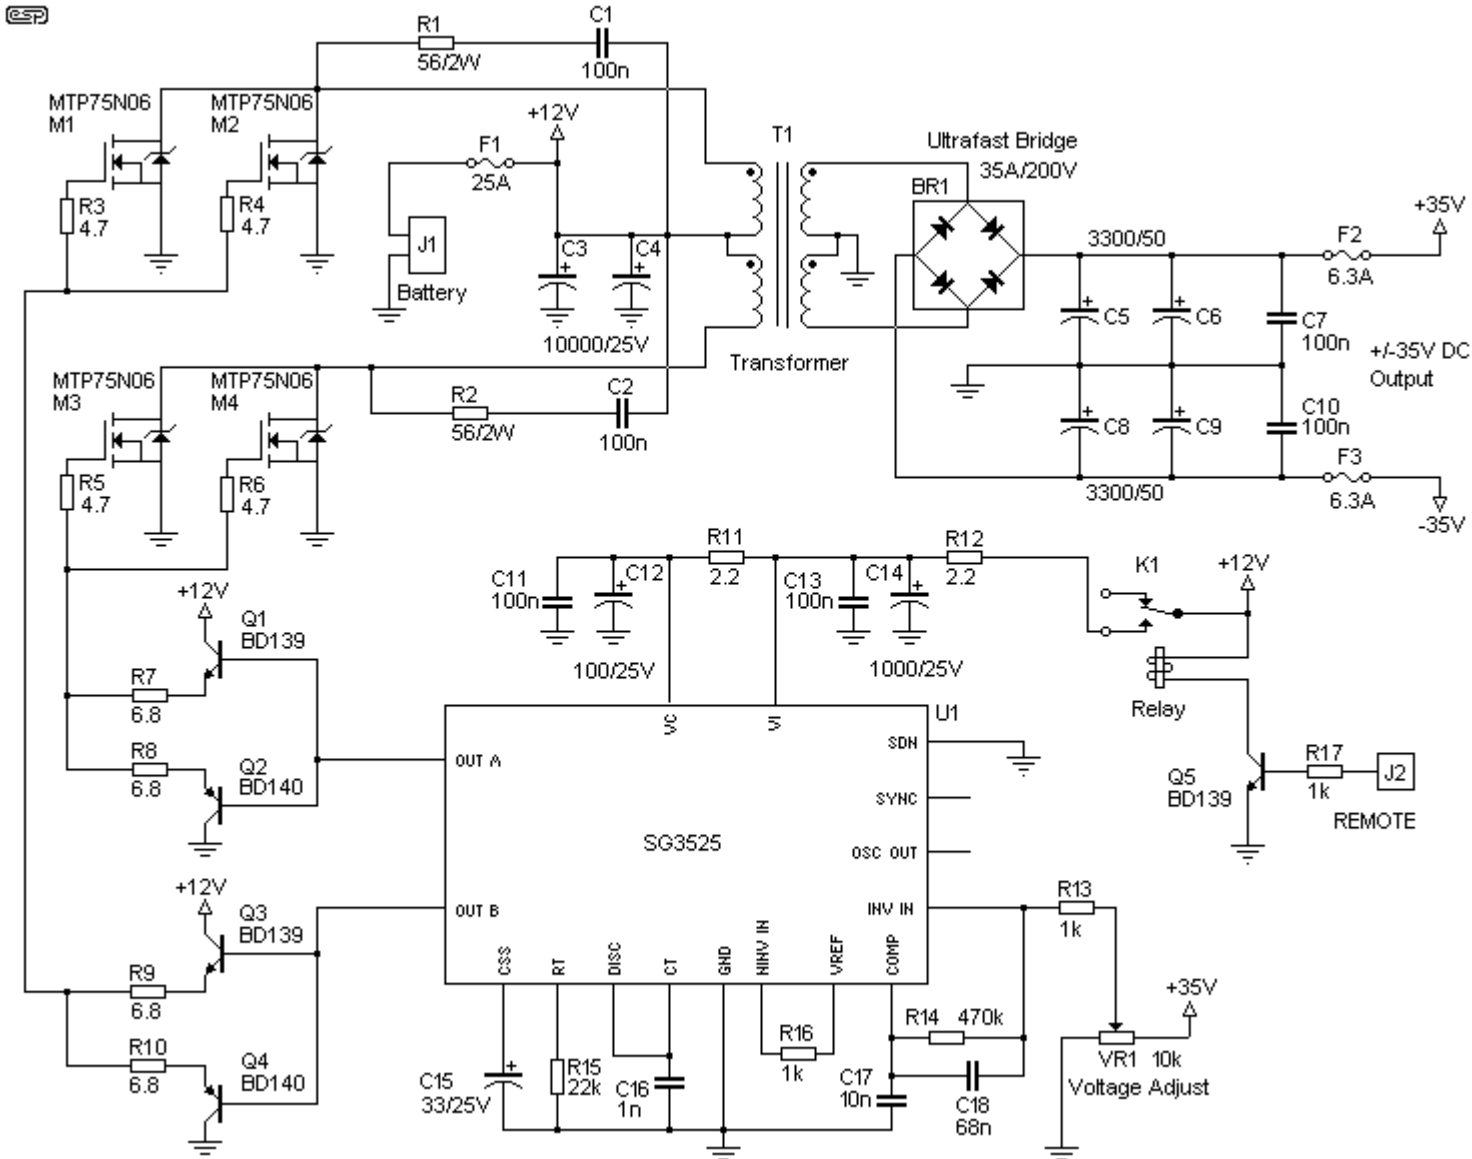 esp
R1
56/2W
C1
100n
MTP75N06
M1
MTP75N06
M2
+12V
F1
25A
T1
Ultrafast Bridge
35A/200V
BR1
R3
4.7
R4
4.7
J1
Battery
C3
C4
10000/25V
Transformer
3300/50
+35V
F2
6.3A
C5
C6
C7
100n
+/-35V DC
Output
MTP75N06
M3
MTP75N06
M4
R2
56/2W
C2
100n
C8
C9
C10
100n
3300/50
F3
6.3A
-35V
R5
4.7
R6
4.7
R11
2.2
R12
2.2
C11
100n
C12
100/25V
C13
100n
C14
1000/25V
K1
+12V
Relay
+12V
Q1
BD139
R7
6.8
R8
6.8
Q2
BD140
U1
VC
VI
OUT A
SDN
SYNC
OSC OUT
SG3525
OUT B
INV IN
CSS
RT
DISC
CT
GND
NINV IN
VREF
COMP
Q5
BD139
R17
1k
J2
REMOTE
+12V
Q3
BD139
R9
6.8
R10
6.8
Q4
BD140
R13
1k
+35V
VR1 10k
Voltage Adjust
R14 470k
R16
1k
C15
33/25V
R15
22k
C16
1n
C17
10n
C18
68n